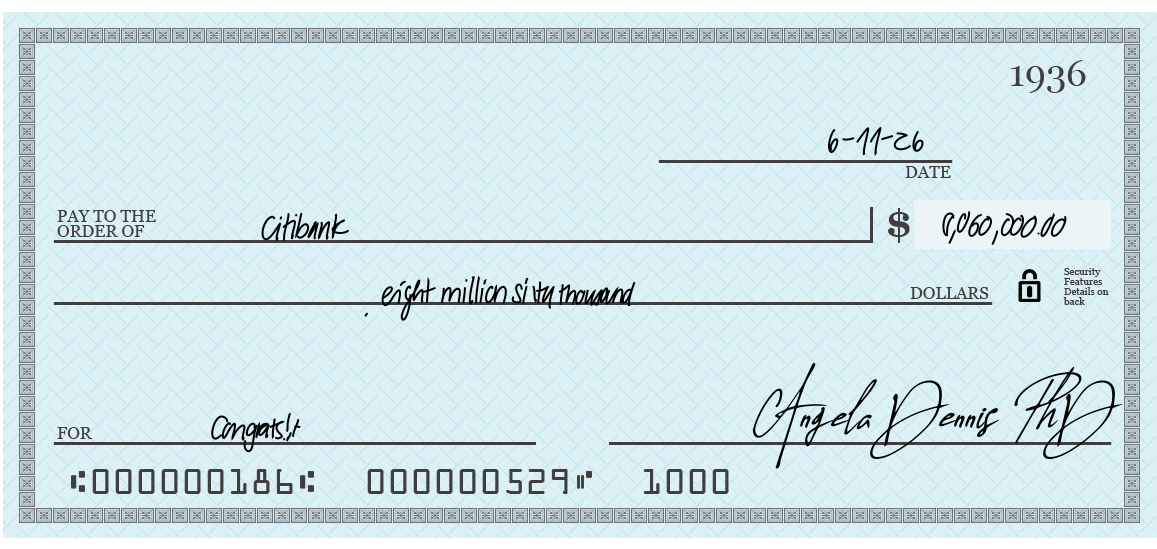 1936
6-11-26
DATE
PAY TO THE
ORDER OF
Citibank
$ 8,060,000.00
eight million sixty thousand
DOLLARS
Security
Features
Details on
back
FOR
Congrats!
Angela Dennis PhD
⑆000000186⑆ 000000529⑈ 1000